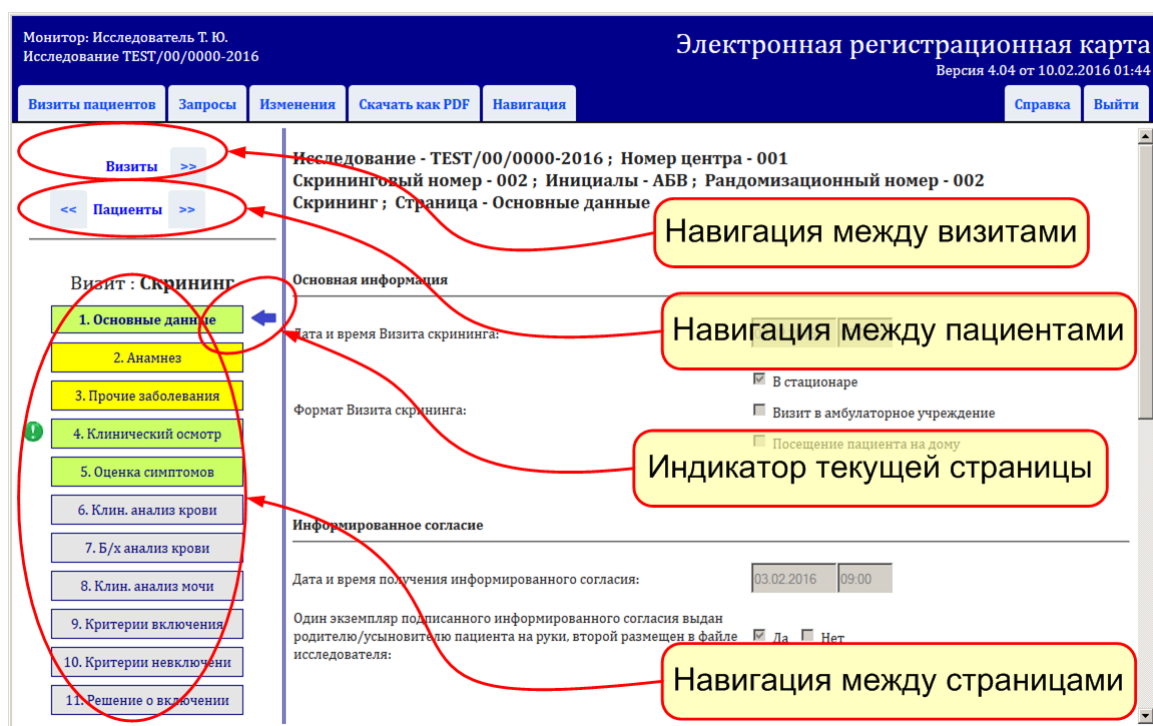 Монитор: Исследователь Т. Ю.
Исследование TEST/00/0000-2016
Электронная регистрационная карта
Версия 4.04 от 10.02.2016 01:44
Визиты пациентов Запросы Изменения Скачать как PDF Навигация Справка Выйти
Визиты >>
<< Пациенты >>
Визит : Скрининг
1. Основные данные
2. Анамнез
3. Прочие заболевания
4. Клинический осмотр
5. Оценка симптомов
6. Клин. анализ крови
7. Б/х анализ крови
8. Клин. анализ мочи
9. Критерии включения
10. Критерии невключени
11. Решение о включении
Исследование - TEST/00/0000-2016 ; Номер центра - 001
Скрининговый номер - 002 ; Инициалы - АБВ ; Рандомизационный номер - 002
Скрининг ; Страница - Основные данные
Навигация между визитами
Основная информация
Дата и время Визита скрининга:
Навигация между пациентами
Формат Визита скрининга:
В стационаре
Визит в амбулаторное учреждение
Посещение пациента на дому
Индикатор текущей страницы
Информированное согласие
Дата и время получения информированного согласия: 03.02.2016 09:00
Один экземпляр подписанного информированного согласия выдан
родителю/усыновителю пациента на руки, второй размещен в файле Да Нет
исследователя:
Навигация между страницами